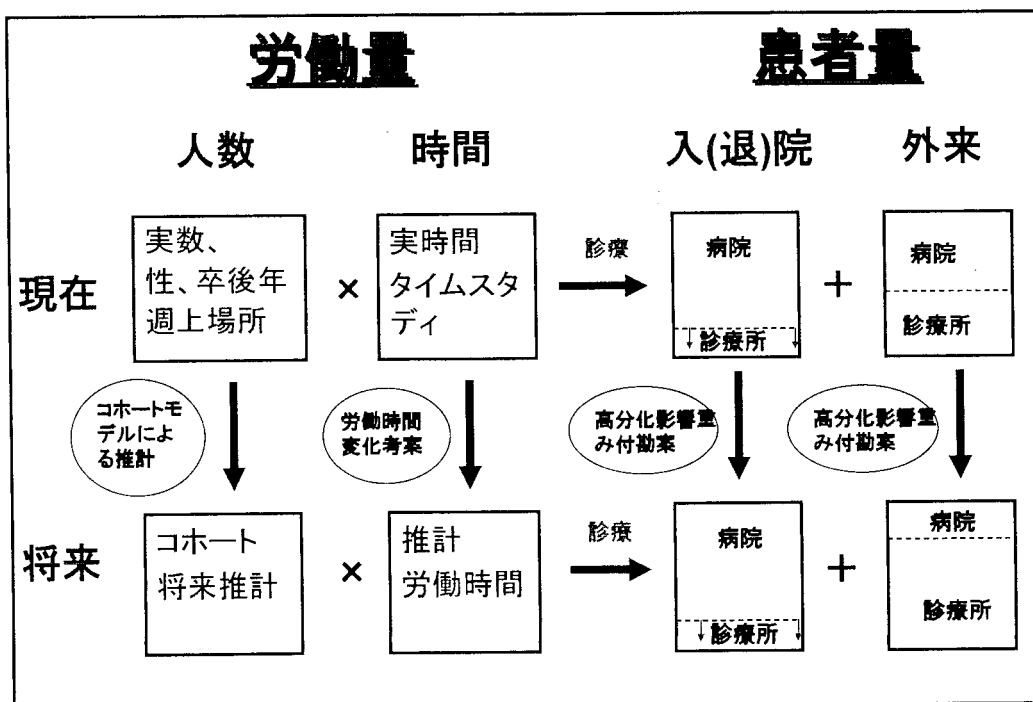 労働量 患者量
人数 時間 入(退)院 外来
現在
実数、
性、卒後年
週上場所
×
実時間
タイムスタ
ディ
診療
病院
診療所
+
病院
診療所
コホートモ
デルによ
る推計
労働時間
変化考案
高分化影響重
み付勘案
高分化影響重
み付勘案
将来
コホート
将来推計
×
推計
労働時間
診療
病院
診療所
+
病院
診療所